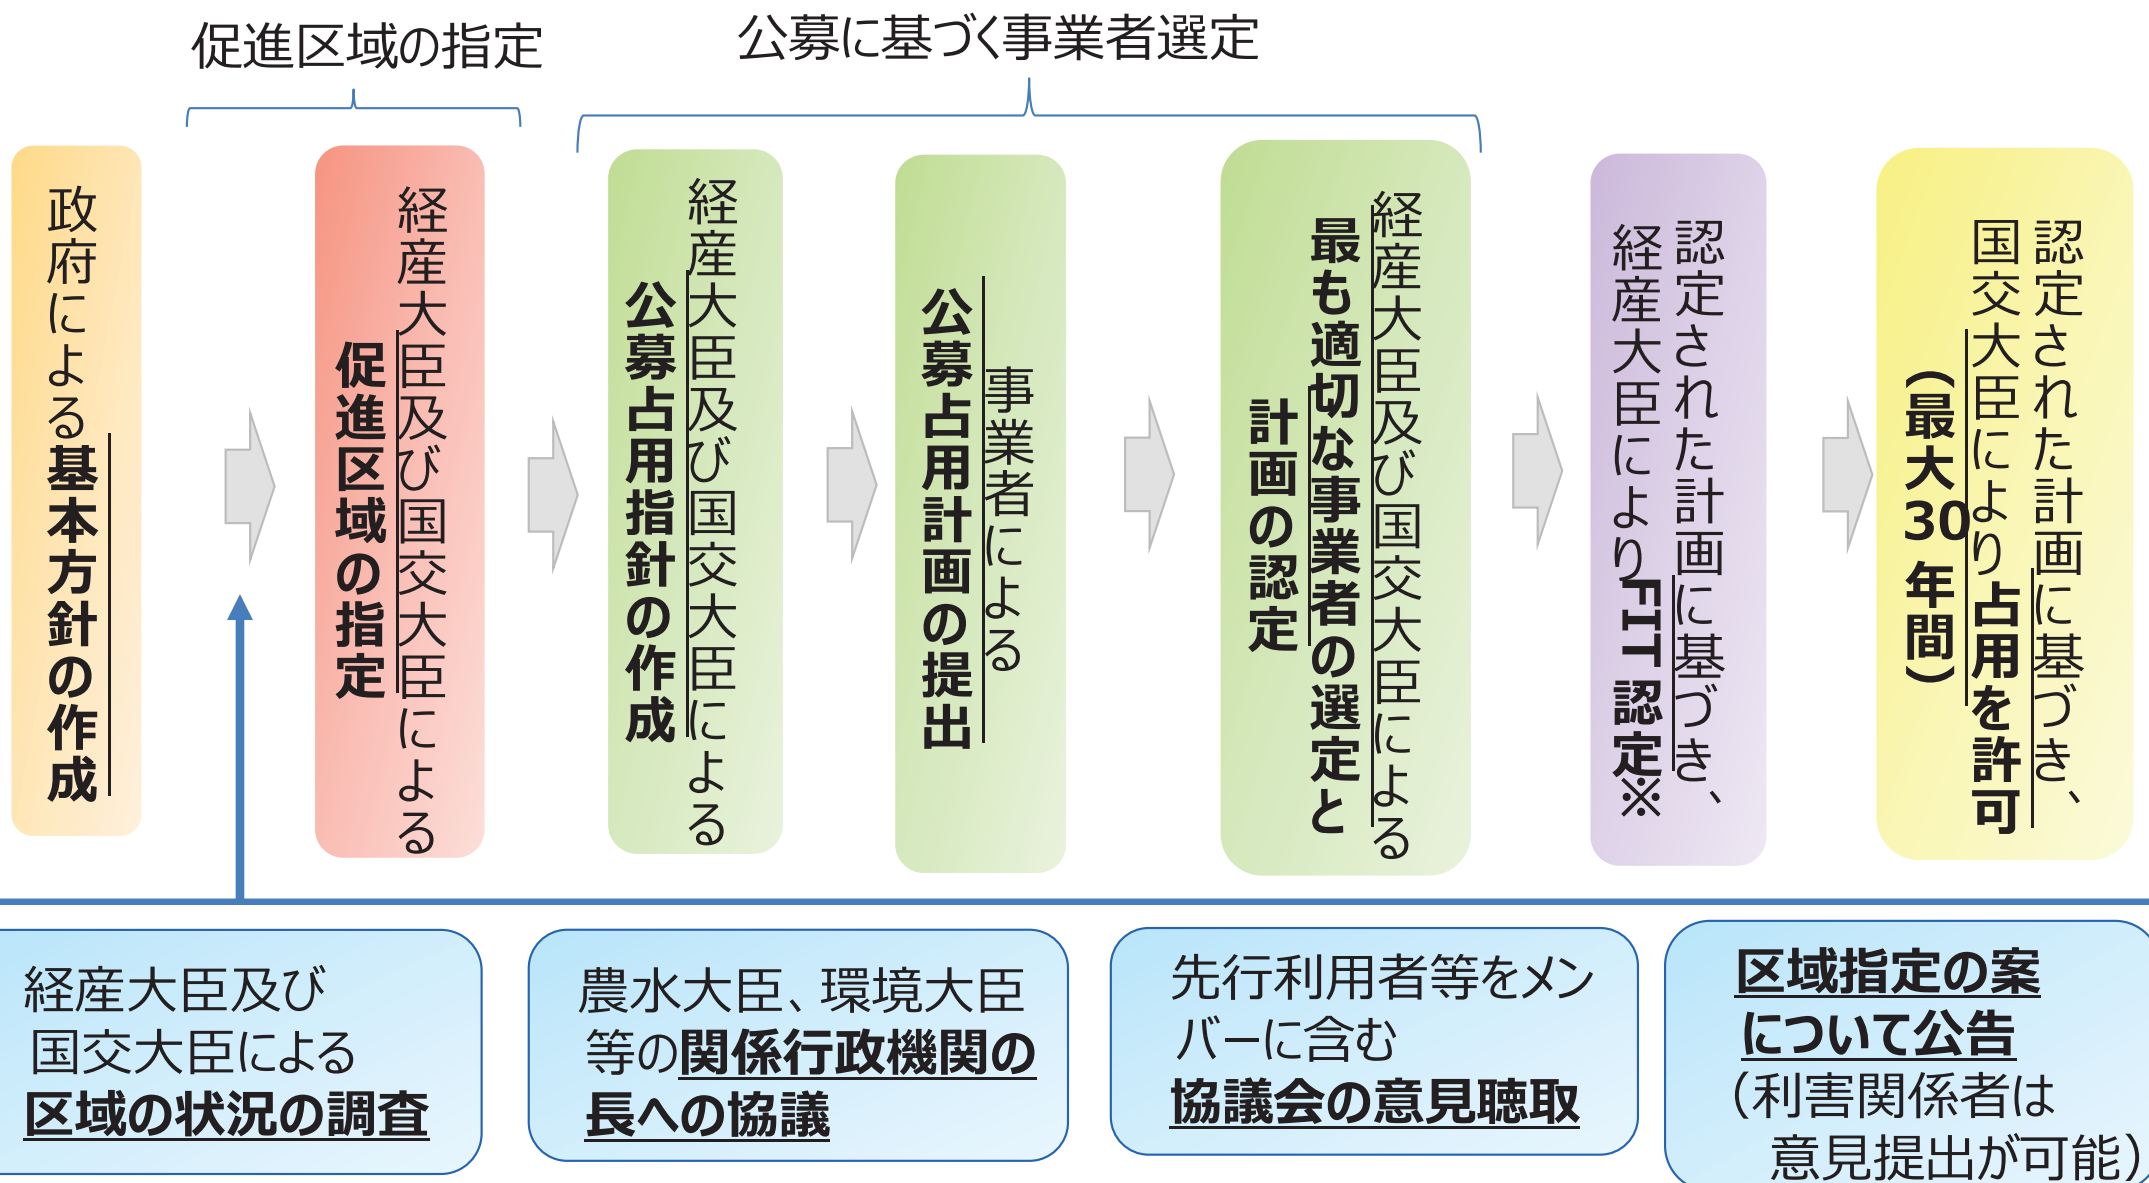 促進区域の指定
公募に基づく事業者選定
政府による基本方針の作成
経産大臣及び国交大臣による
促進区域の指定
経産大臣及び国交大臣による
公募占用指針の作成
事業者による
公募占用計画の提出
経産大臣及び国交大臣による
最も適切な事業者の選定と
計画の認定
認定された計画に基づき、
経産大臣によりFIT認定※
認定された計画に基づき、
国交大臣により占用を許可
（最大30年間）
経産大臣及び
国交大臣による
区域の状況の調査
農水大臣、環境大臣
等の関係行政機関の
長への協議
先行利用者等をメン
バーに含む
協議会の意見聴取
区域指定の案
について公告
（利害関係者は
意見提出が可能）